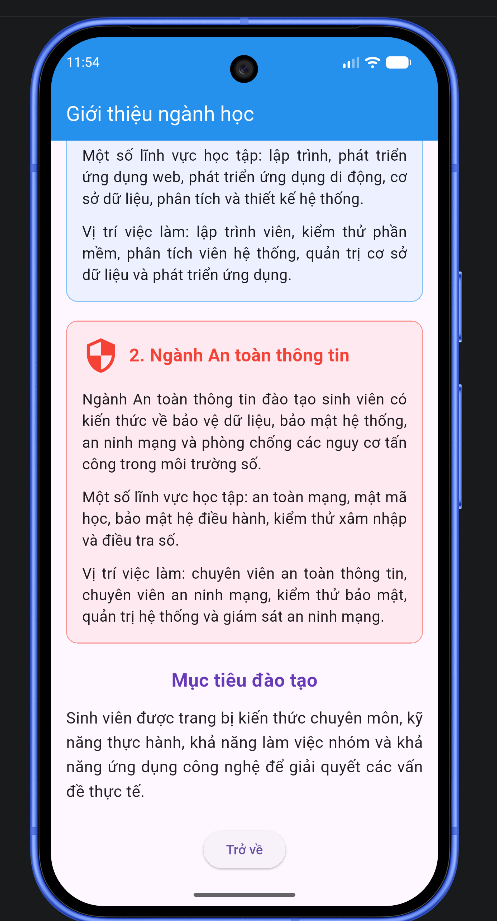 11:54
Giới thiệu ngành học
Một số lĩnh vực học tập: lập trình, phát triển
ứng dụng web, phát triển ứng dụng di động, cơ
sở dữ liệu, phân tích và thiết kế hệ thống.
Vị trí việc làm: lập trình viên, kiểm thử phần
mềm, phân tích viên hệ thống, quản trị cơ sở
dữ liệu và phát triển ứng dụng.
2. Ngành An toàn thông tin
Ngành An toàn thông tin đào tạo sinh viên có
kiến thức về bảo vệ dữ liệu, bảo mật hệ thống,
an ninh mạng và phòng chống các nguy cơ tấn
công trong môi trường số.
Một số lĩnh vực học tập: an toàn mạng, mật mã
học, bảo mật hệ điều hành, kiểm thử xâm nhập
và điều tra số.
Vị trí việc làm: chuyên viên an toàn thông tin,
chuyên viên an ninh mạng, kiểm thử bảo mật,
quản trị hệ thống và giám sát an ninh mạng.
Mục tiêu đào tạo
Sinh viên được trang bị kiến thức chuyên môn, kỹ
năng thực hành, khả năng làm việc nhóm và khả
năng ứng dụng công nghệ để giải quyết các vấn
đề thực tế.
Trở về